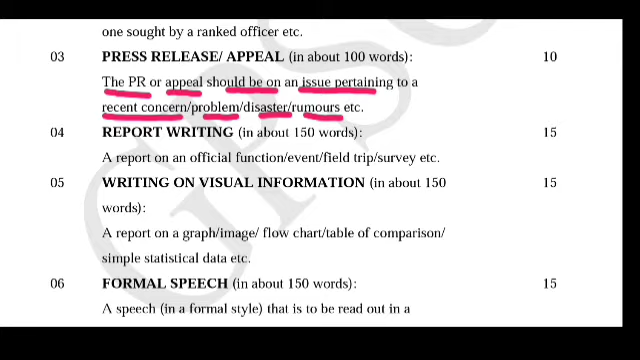 one sought by a ranked officer etc.
03 PRESS RELEASE/ APPEAL (in about 100 words): 10
The PR or appeal should be on an issue pertaining to a
recent concern/problem/disaster/rumours etc.
04 REPORT WRITING (in about 150 words): 15
A report on an official function/event/field trip/survey etc.
05 WRITING ON VISUAL INFORMATION (in about 150 15
words):
A report on a graph/image/ flow chart/table of comparison/
simple statistical data etc.
06 FORMAL SPEECH (in about 150 words): 15
A speech (in a formal style) that is to be read out in a
GPSC